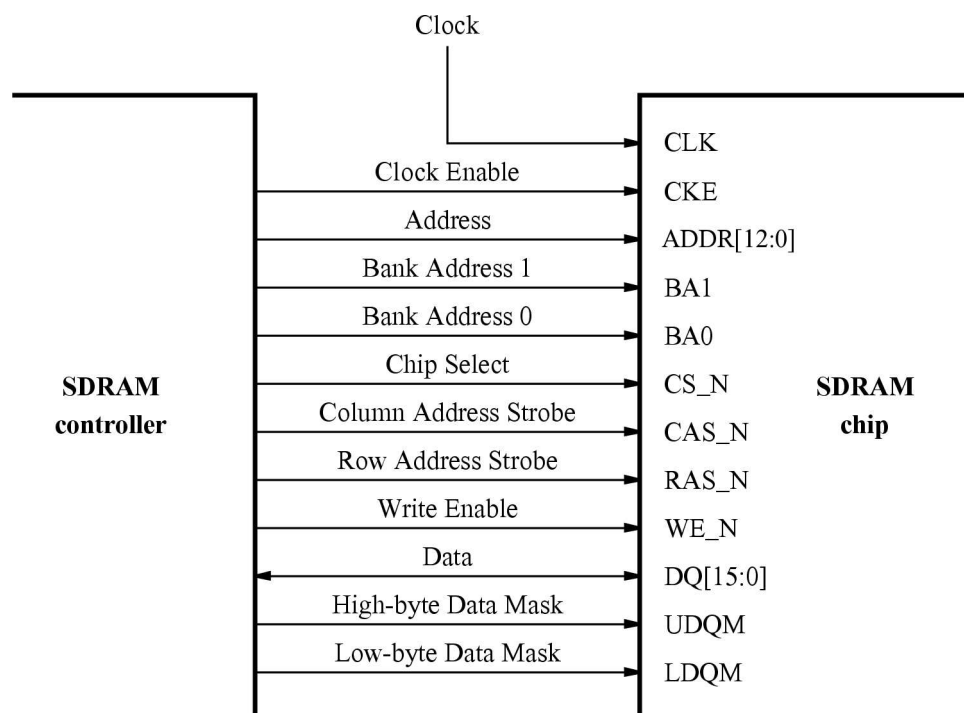 Clock
CLK
Clock Enable
CKE
Address
ADDR[12:0]
Bank Address 1
BA1
Bank Address 0
BA0
Chip Select
CS_N
SDRAM
controller
SDRAM
chip
Column Address Strobe
CAS_N
Row Address Strobe
RAS_N
Write Enable
WE_N
Data
DQ[15:0]
High-byte Data Mask
UDQM
Low-byte Data Mask
LDQM